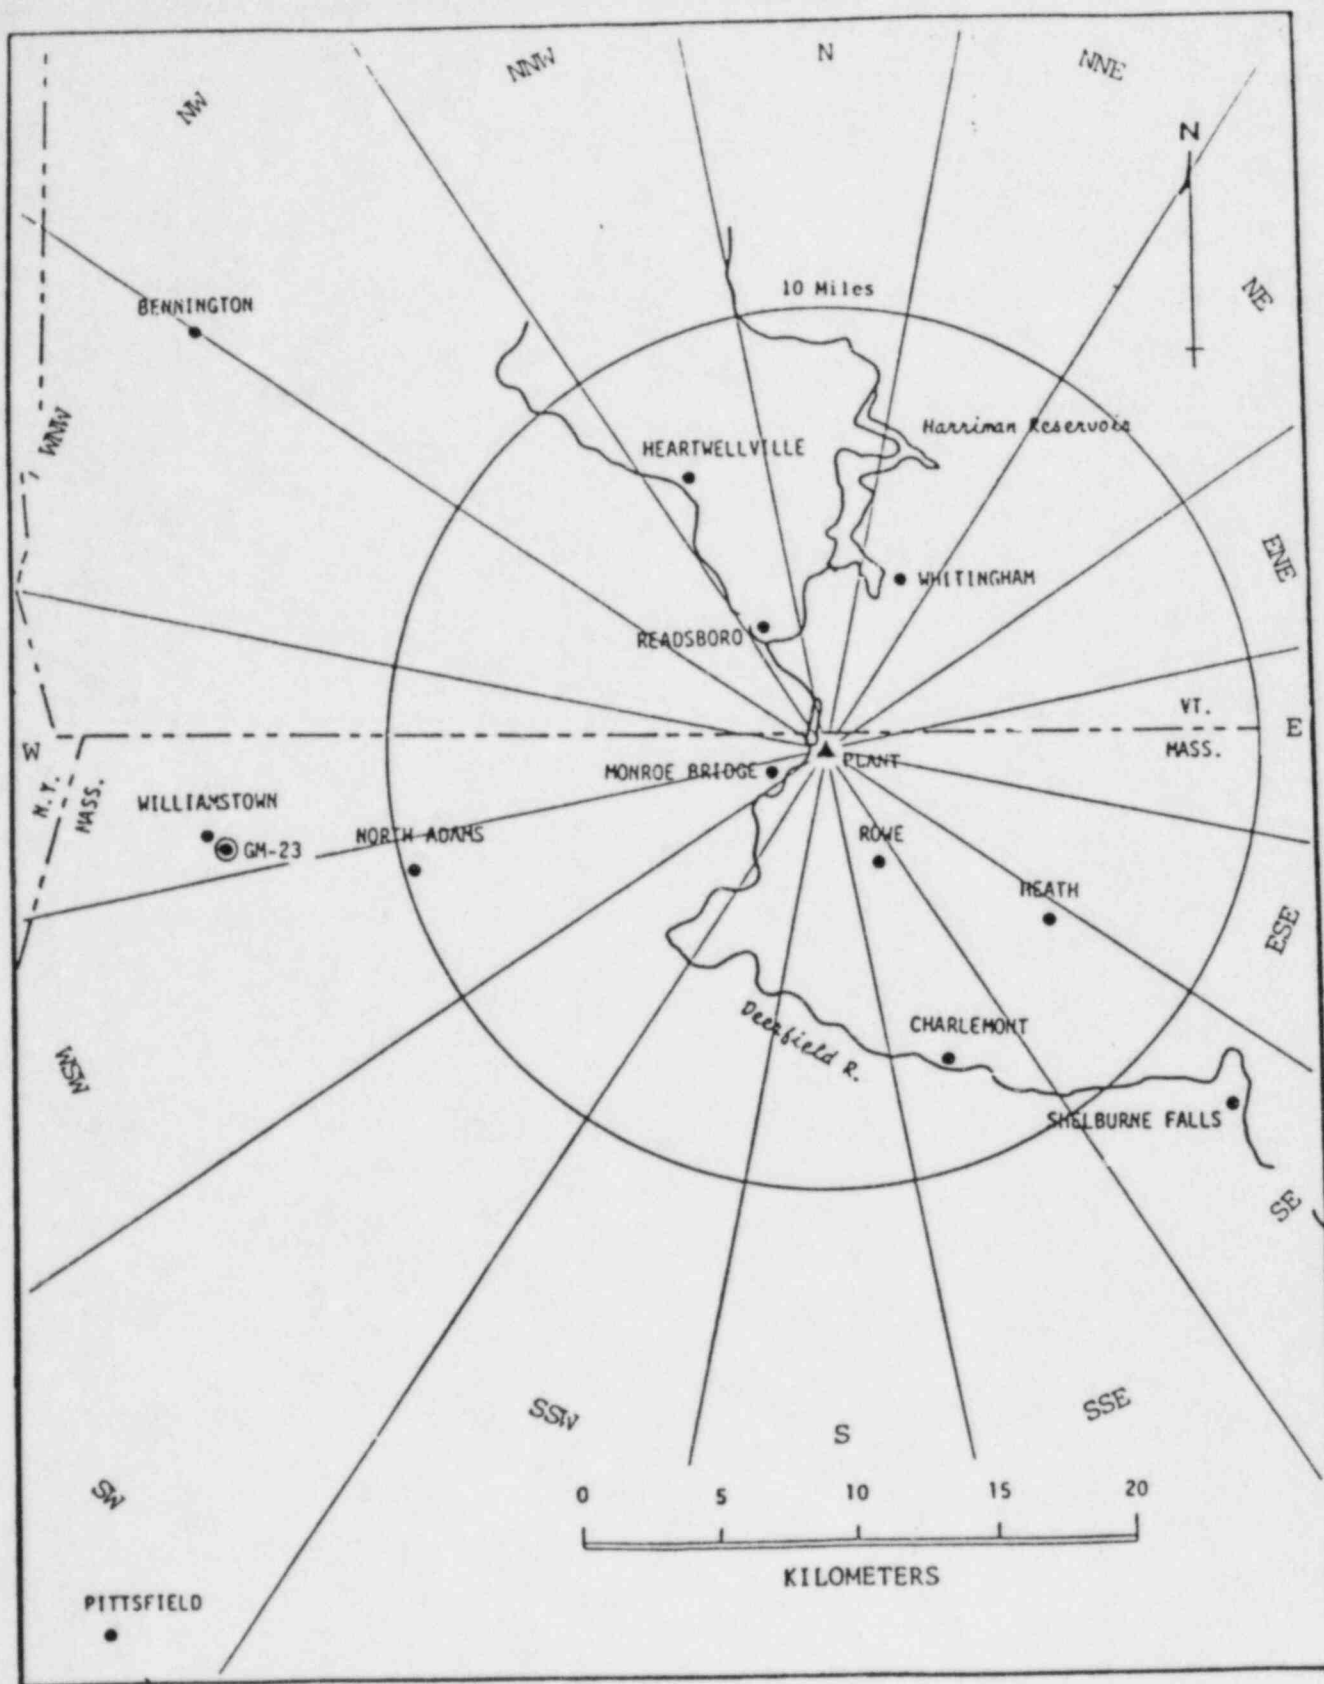 N
NNW
NNE
NW
N
NE
10 Miles
BENNINGTON
Harriman Reservoir
WNW
HEARTWELLVILLE
ENE
WHITINGHAM
READSBORO
VT.
W
E
MASS.
PLANT
MONROE BRIDGE
N.Y.
MASS.
WILLIAMSTOWN
GM-23
NORTH ADAMS
ROWE
HEATH
ESE
Deerfield R.
CHARLEMONT
WSW
SHELBURNE FALLS
SE
SSW
SSE
S
SW
0 5 10 15 20
KILOMETERS
PITTSFIELD